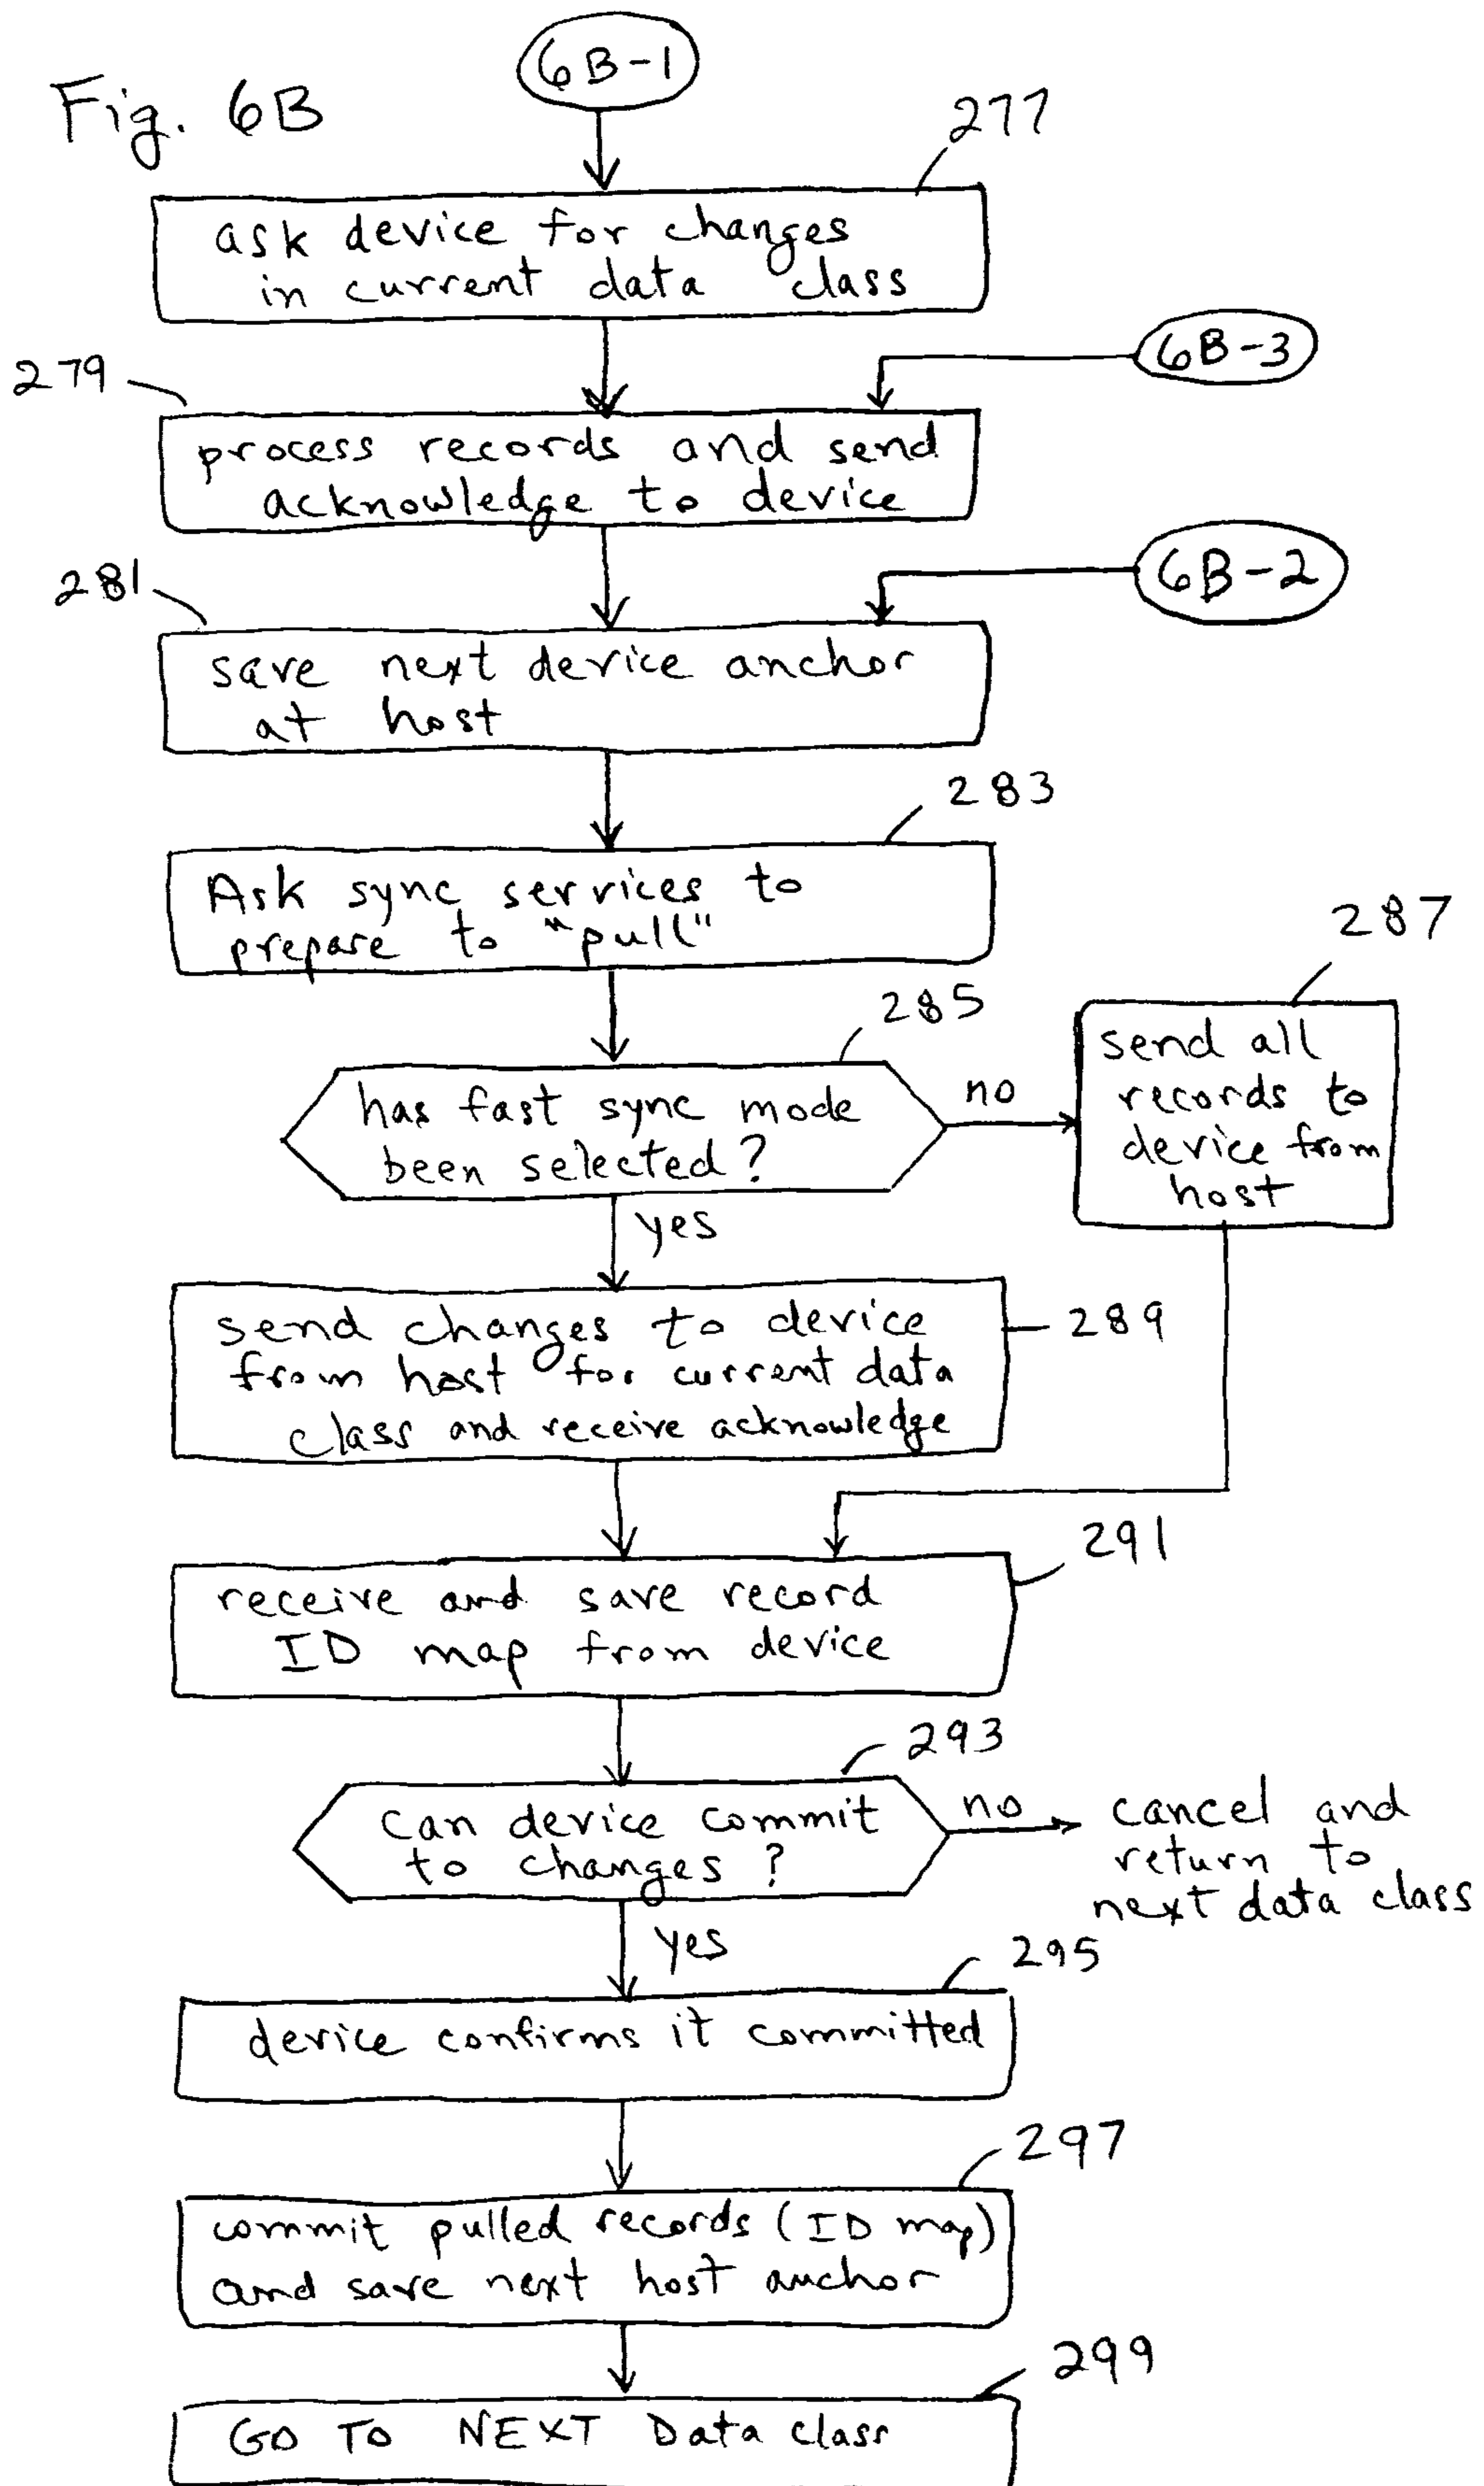 Fig. 6B
6B-1
277
ask device for changes
in current data class
6B-3
279
process records and send
acknowledge to device
6B-2
281
save next device anchor
at host
283
Ask sync services to
prepare to "pull"
287
285
send all
records to
device from
host
has fast sync mode
been selected?
no
yes
send changes to device
from host for current data
class and receive acknowledge
289
291
receive and save record
ID map from device
293
can device commit
to changes?
no
cancel and
return to
next data class
yes
295
device confirms it committed
297
commit pulled records (ID map)
and save next host anchor
299
GO TO NEXT Data class